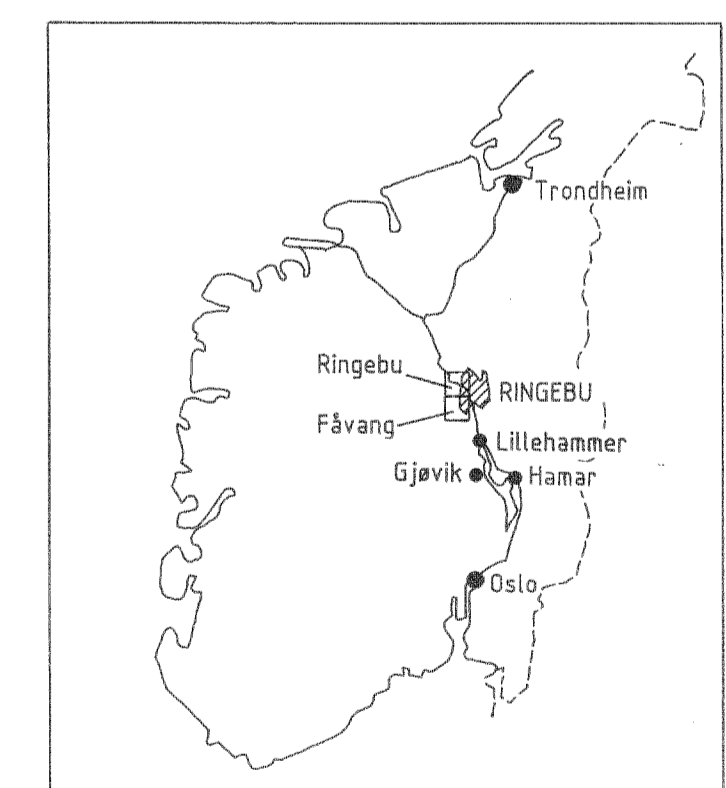 Trondheim
Ringebu
RINGEBU
Fåvang
Lillehammer
Gjøvik
Hamar
Oslo